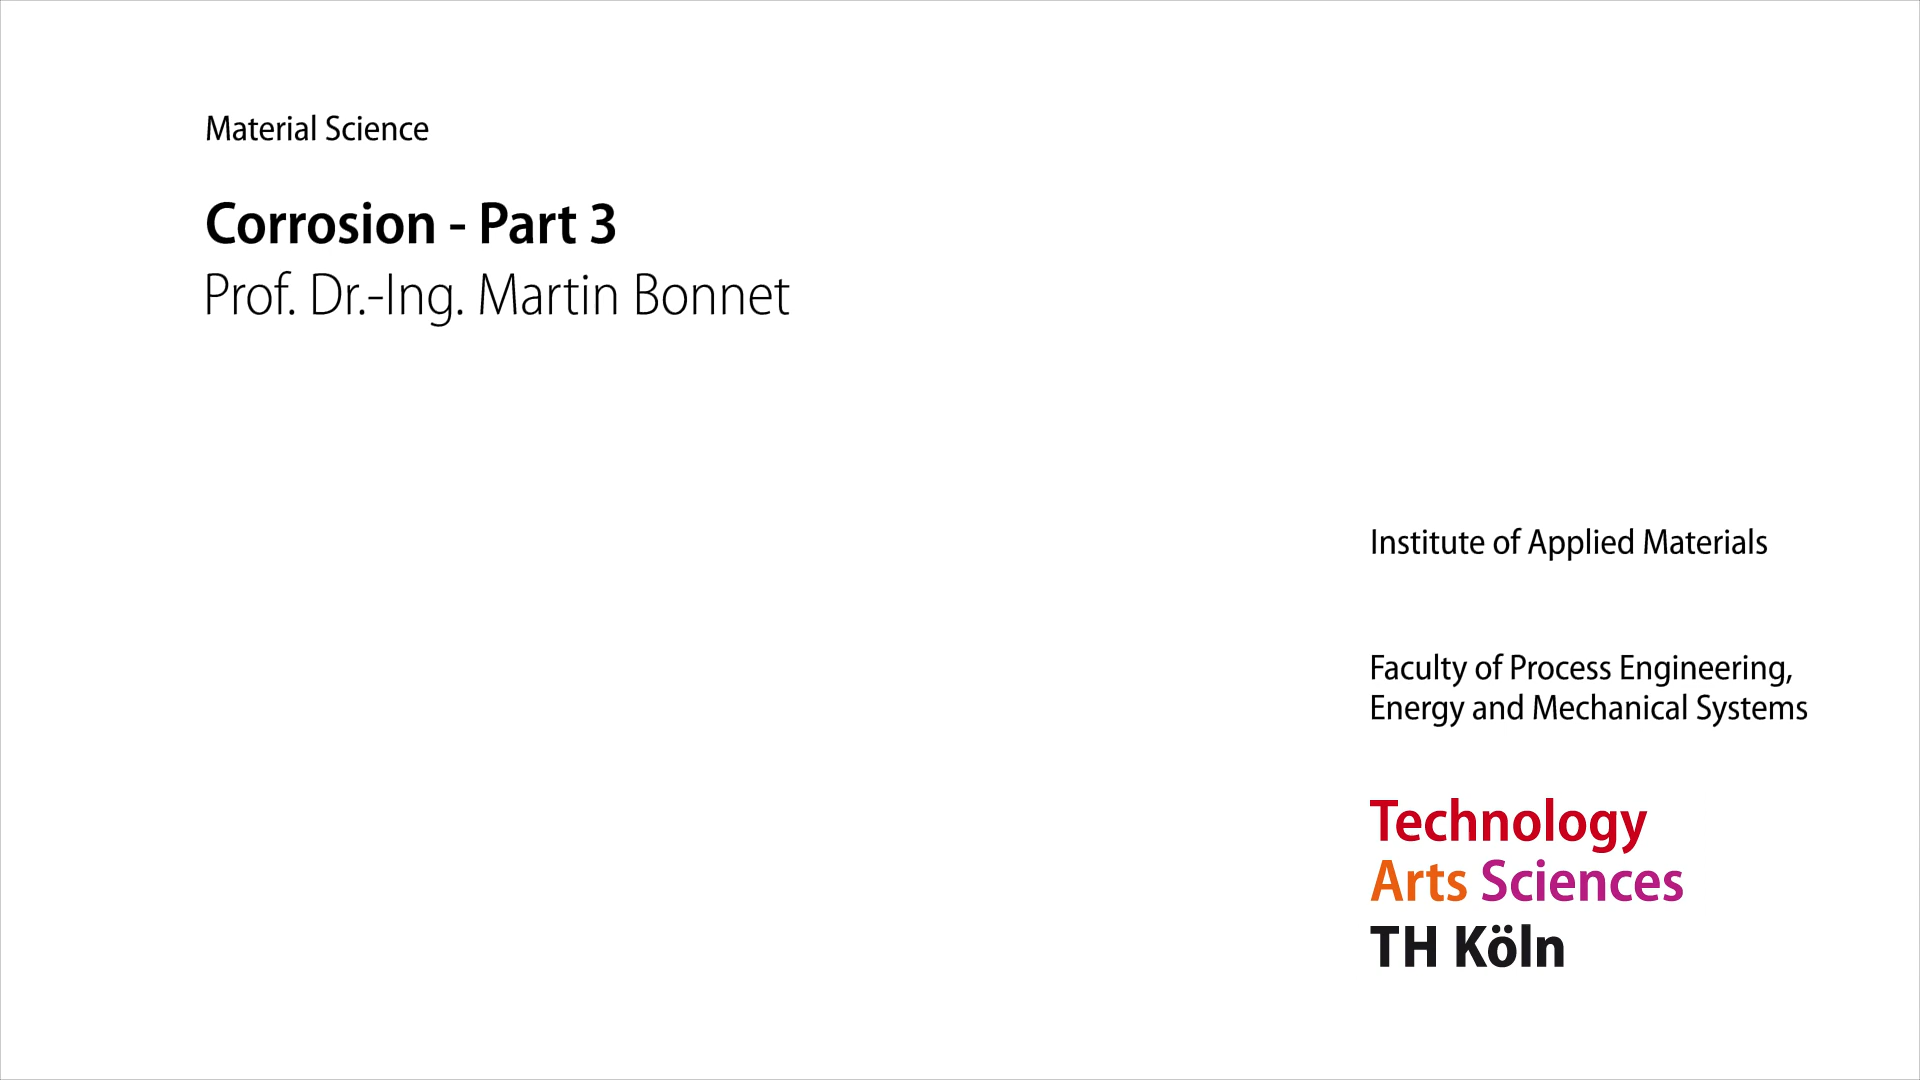 Material Science
Corrosion - Part 3
Prof. Dr.-Ing. Martin Bonnet
Institute of Applied Materials
Faculty of Process Engineering,
Energy and Mechanical Systems
Technology
Arts Sciences
TH Köln